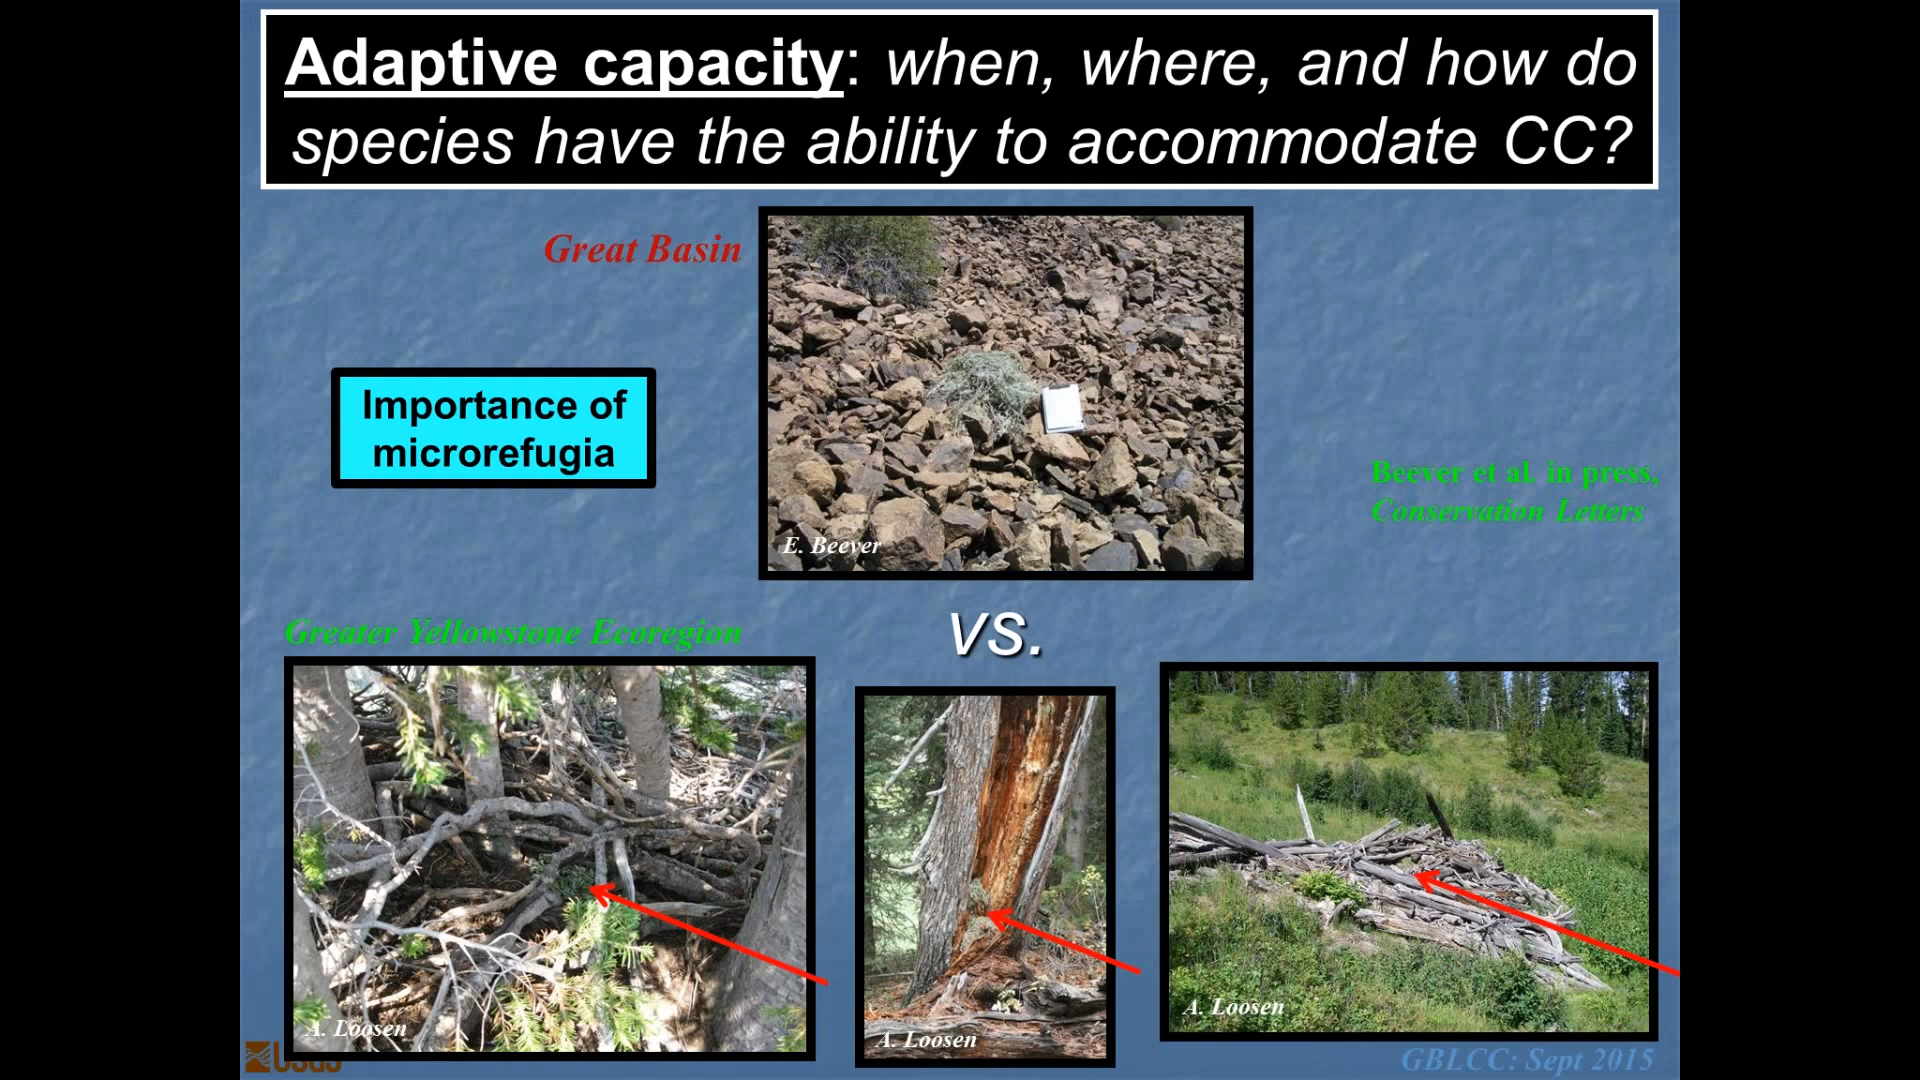 Adaptive capacity: when, where, and how do
species have the ability to accommodate CC?
Great Basin
Importance of
microrefugia
E. Beever
Beever et al. in press,
Conservation Letters
Greater Yellowstone Ecoregion
vs.
A. Loosen
A. Loosen
A. Loosen
USGS
GBLCC: Sept 2015